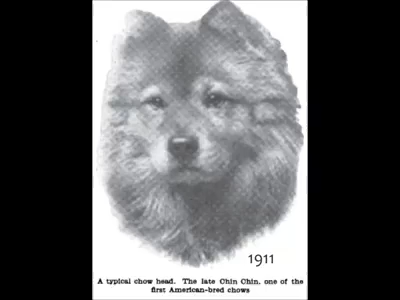 1911
A typical chow head. The late Chin Chin, one of the
first American-bred chows